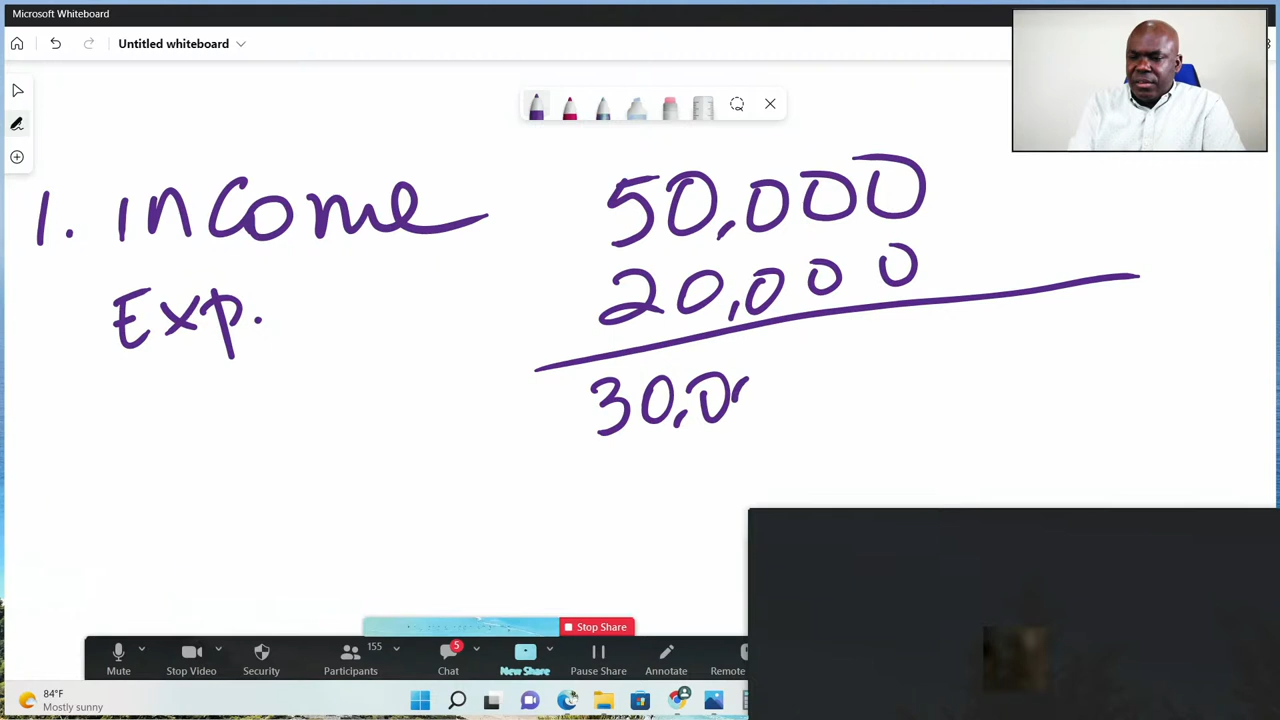 Microsoft Whiteboard
Untitled whiteboard
1. income 50,000
Exp. 20,000
30,00
Stop Share
155
5
Mute
Stop Video
Security
Participants
Chat
New Share
Pause Share
Annotate
Remote
84°F
Mostly sunny